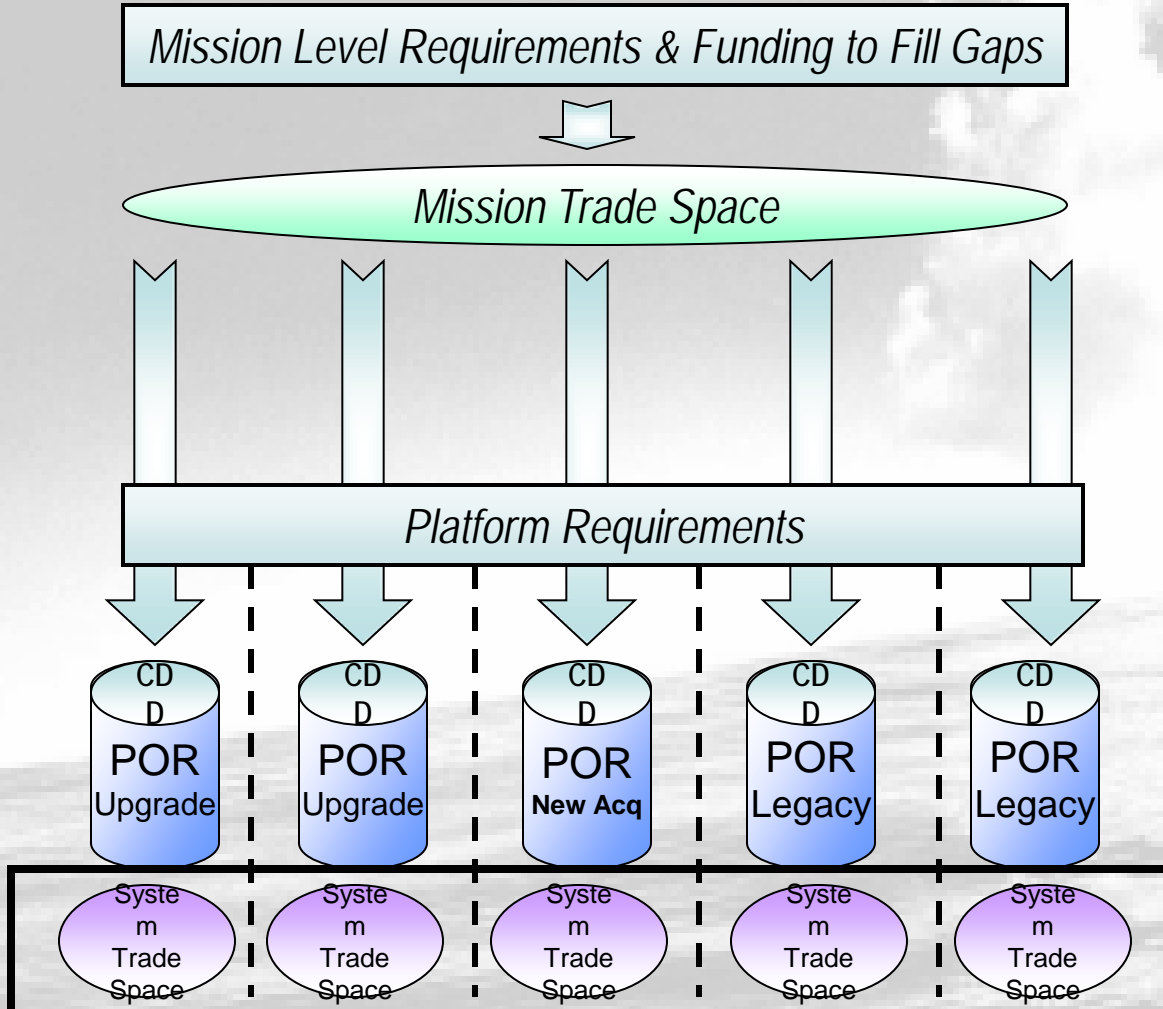 Mission Level Requirements & Funding to Fill Gaps
Mission Trade Space
Platform Requirements
CD
D
POR
Upgrade
CD
D
POR
Upgrade
CD
D
POR
New Acq
CD
D
POR
Legacy
CD
D
POR
Legacy
Syste
m
Trade
Space
Syste
m
Trade
Space
Syste
m
Trade
Space
Syste
m
Trade
Space
Syste
m
Trade
Space